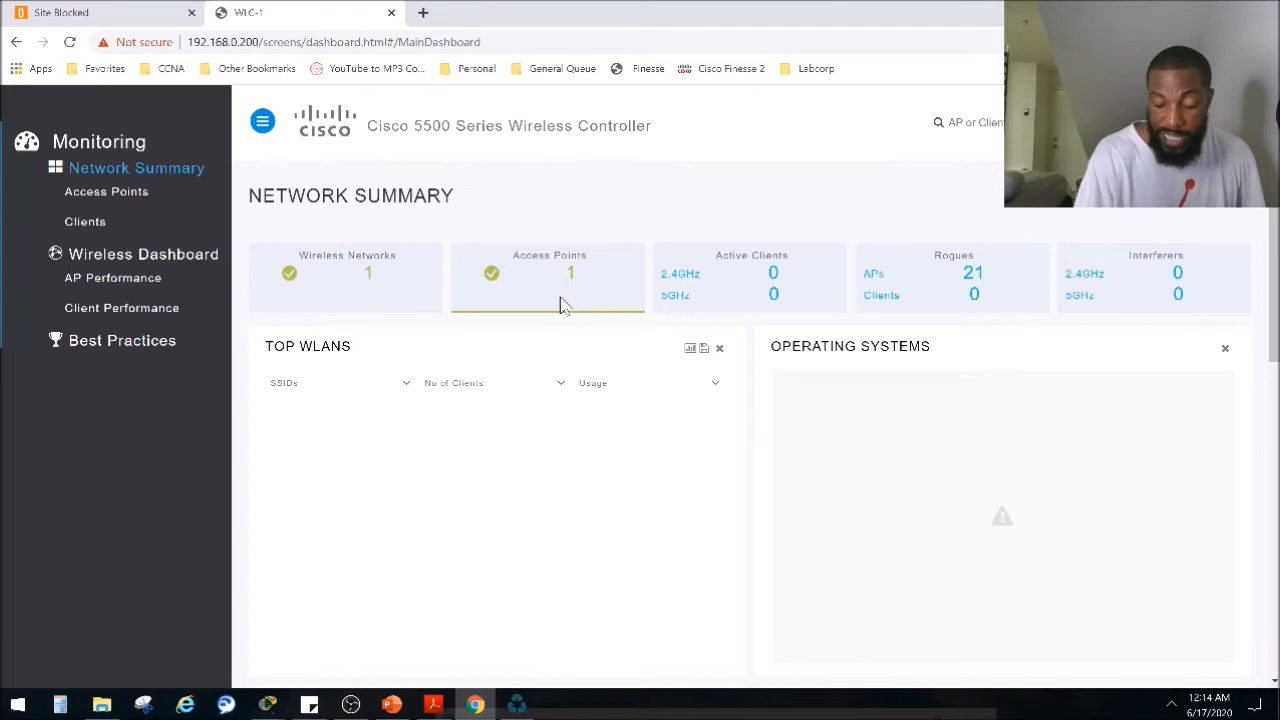 Site Blocked
WLC-1
Not secure
192.168.0.200/screens/dashboard.html#/MainDashboard
Apps
Favorites
CCNA
Other Bookmarks
YouTube to MP3 Co...
Personal
General Queue
Finesse
Cisco Finesse 2
Labcorp
CISCO
Cisco 5500 Series Wireless Controller
AP or Clien
Monitoring
Network Summary
Access Points
Clients
Wireless Dashboard
AP Performance
Client Performance
Best Practices
NETWORK SUMMARY
Wireless Networks
1
Access Points
1
Active Clients
2.4GHz 0
5GHz 0
Rogues
APs 21
Clients 0
Interferers
2.4GHz 0
5GHz 0
TOP WLANS
SSIDs No of Clients Usage
OPERATING SYSTEMS
12:14 AM
6/17/2020